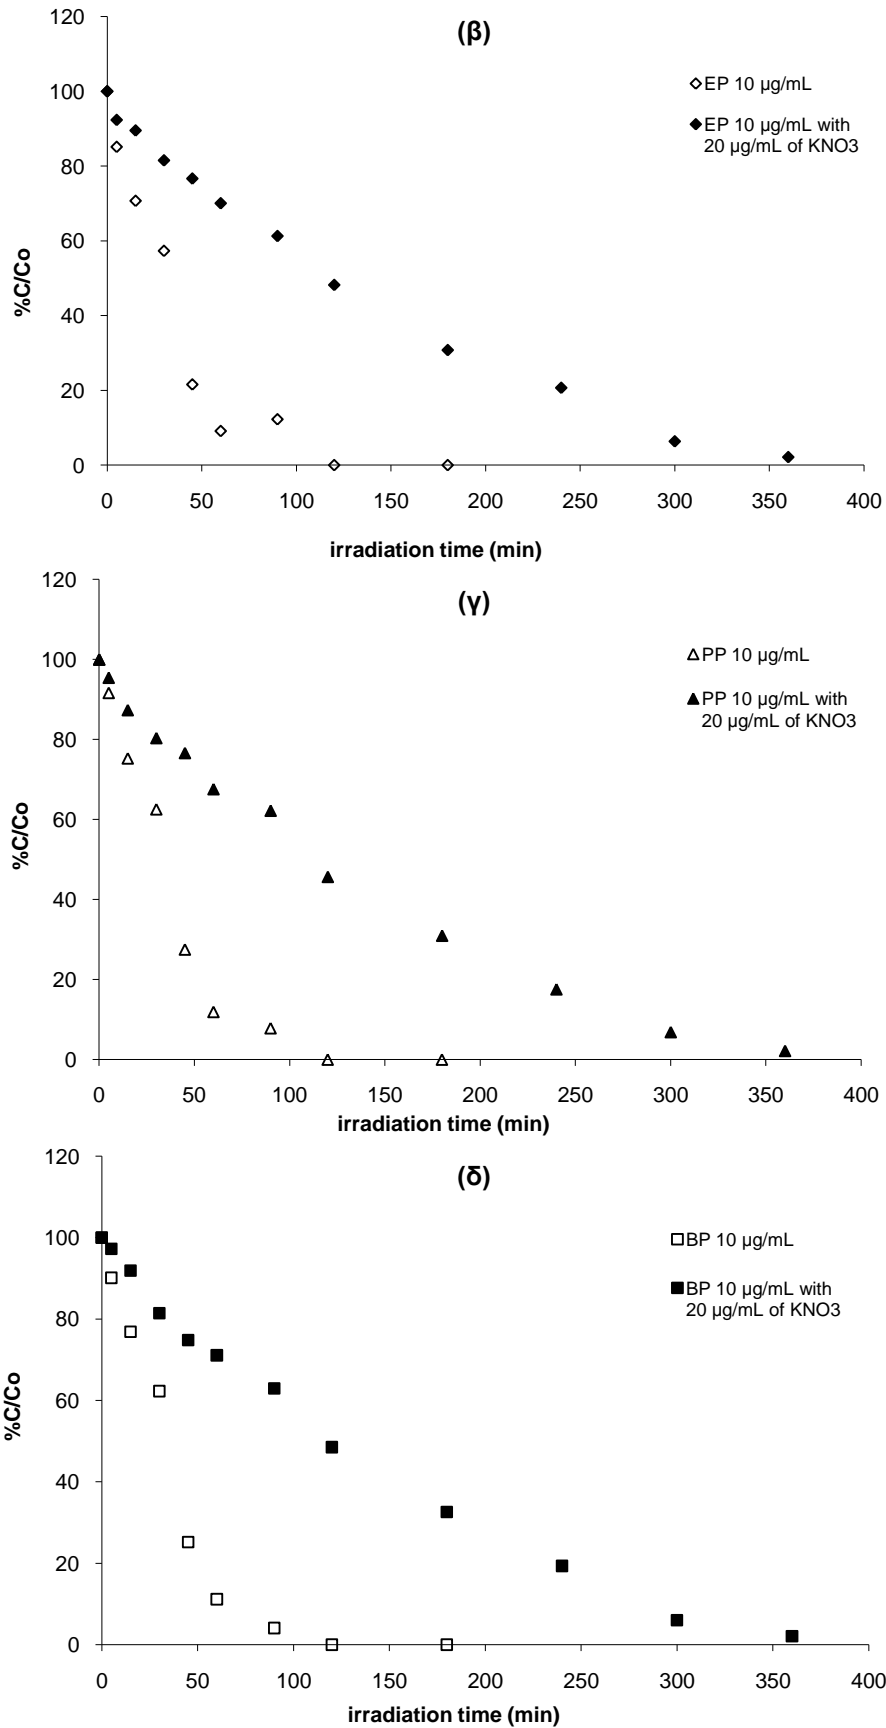 (β)
120
100
80
60
40
20
0
%C/Co
EP 10 µg/mL
EP 10 µg/mL with
20 µg/mL of KNO3
0 50 100 150 200 250 300 350 400
irradiation time (min)
(γ)
120
100
80
60
40
20
0
%C/Co
PP 10 µg/mL
PP 10 µg/mL with
20 µg/mL of KNO3
0 50 100 150 200 250 300 350 400
irradiation time (min)
(δ)
120
100
80
60
40
20
0
%C/Co
BP 10 µg/mL
BP 10 µg/mL with
20 µg/mL of KNO3
0 50 100 150 200 250 300 350 400
irradiation time (min)